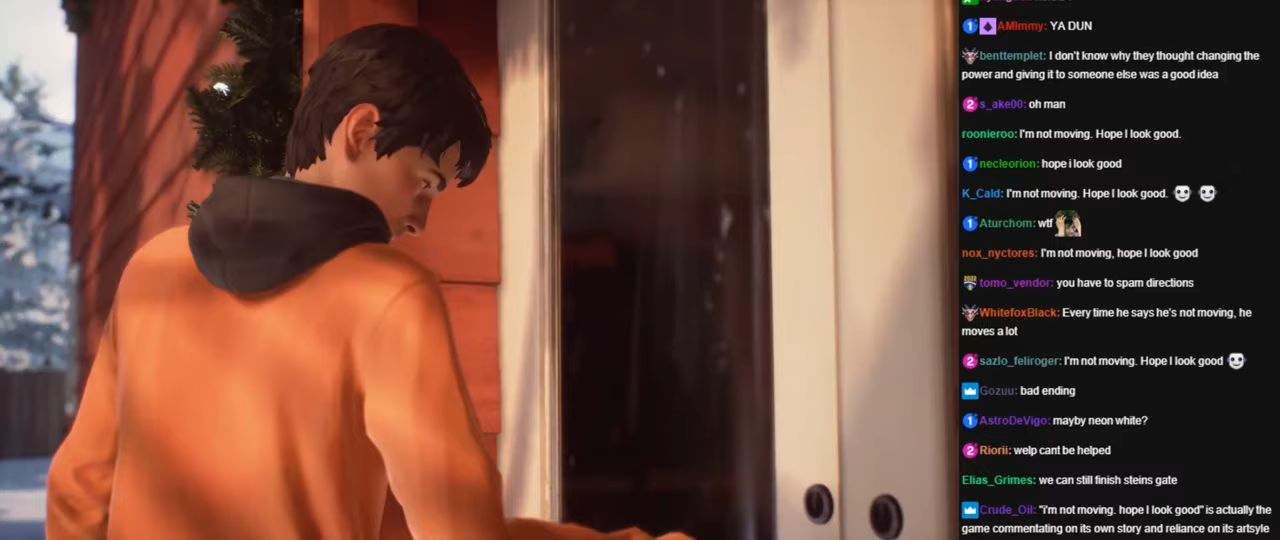 AMImmy: YA DUN
benttemplet: I don't know why they thought changing the
power and giving it to someone else was a good idea
s_ake00: oh man
roonieroo: I'm not moving. Hope I look good.
necleorion: hope i look good
K_Cald: I'm not moving. Hope I look good.
Aturchom: wtf
nox_nyctores: I'm not moving, hope I look good
tomo_vendor: you have to spam directions
WhitefoxBlack: Every time he says he's not moving, he
moves a lot
sazlo_feliroger: I'm not moving. Hope I look good
Gozuu: bad ending
AstroDeVigo: mayby neon white?
Riorii: welp cant be helped
Elias_Grimes: we can still finish steins gate
Crude_Oil: "i'm not moving. hope I look good" is actually the
game commentating on its own story and reliance on its artsyle